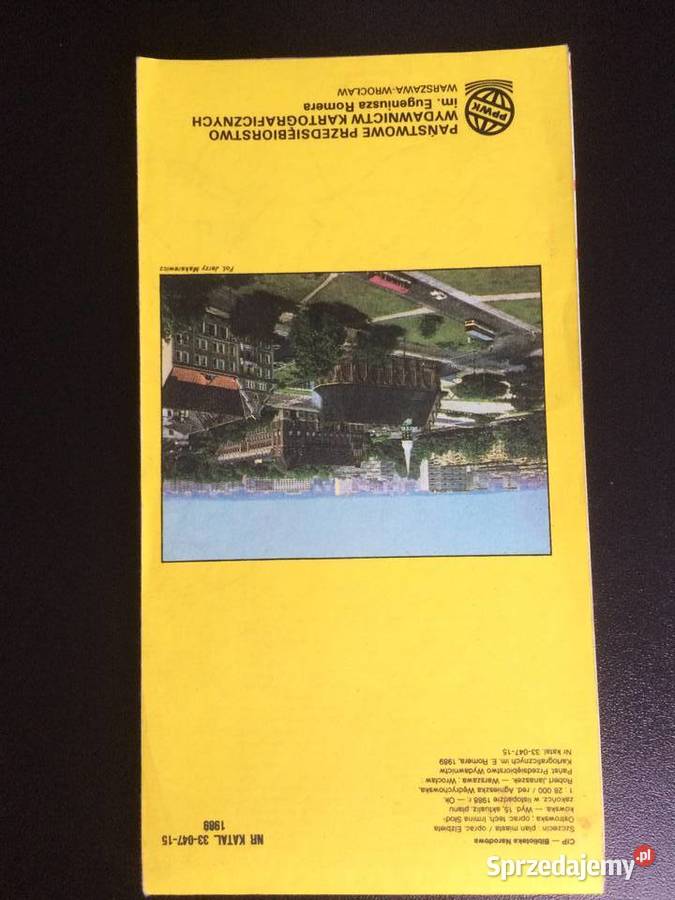 NR KATAL. 33-047-15
1989
CIP — Biblioteka Narodowa
Szczecin : plan miasta / oprac. Elżbieta
Ostrowska ; oprac. tech. Irmina Słod-
kowska. — Wyd. 15, aktualiz. planu
zakończ. w listopadzie 1988 r. — Ok.
1 : 28 000 / red. Agnieszka Wędrychowska,
Robert Janaszek. — Warszawa ; Wrocław :
Państ. Przedsiębiorstwo Wydawnictw
Kartograficznych im. E. Romera, 1989
Nr katal. 33-047-15
Fot. Jerzy Makarewicz
PPWK
PAŃSTWOWE PRZEDSIĘBIORSTWO
WYDAWNICTW KARTOGRAFICZNYCH
im. Eugeniusza Romera
WARSZAWA-WROCŁAW
Sprzedajemy.pl